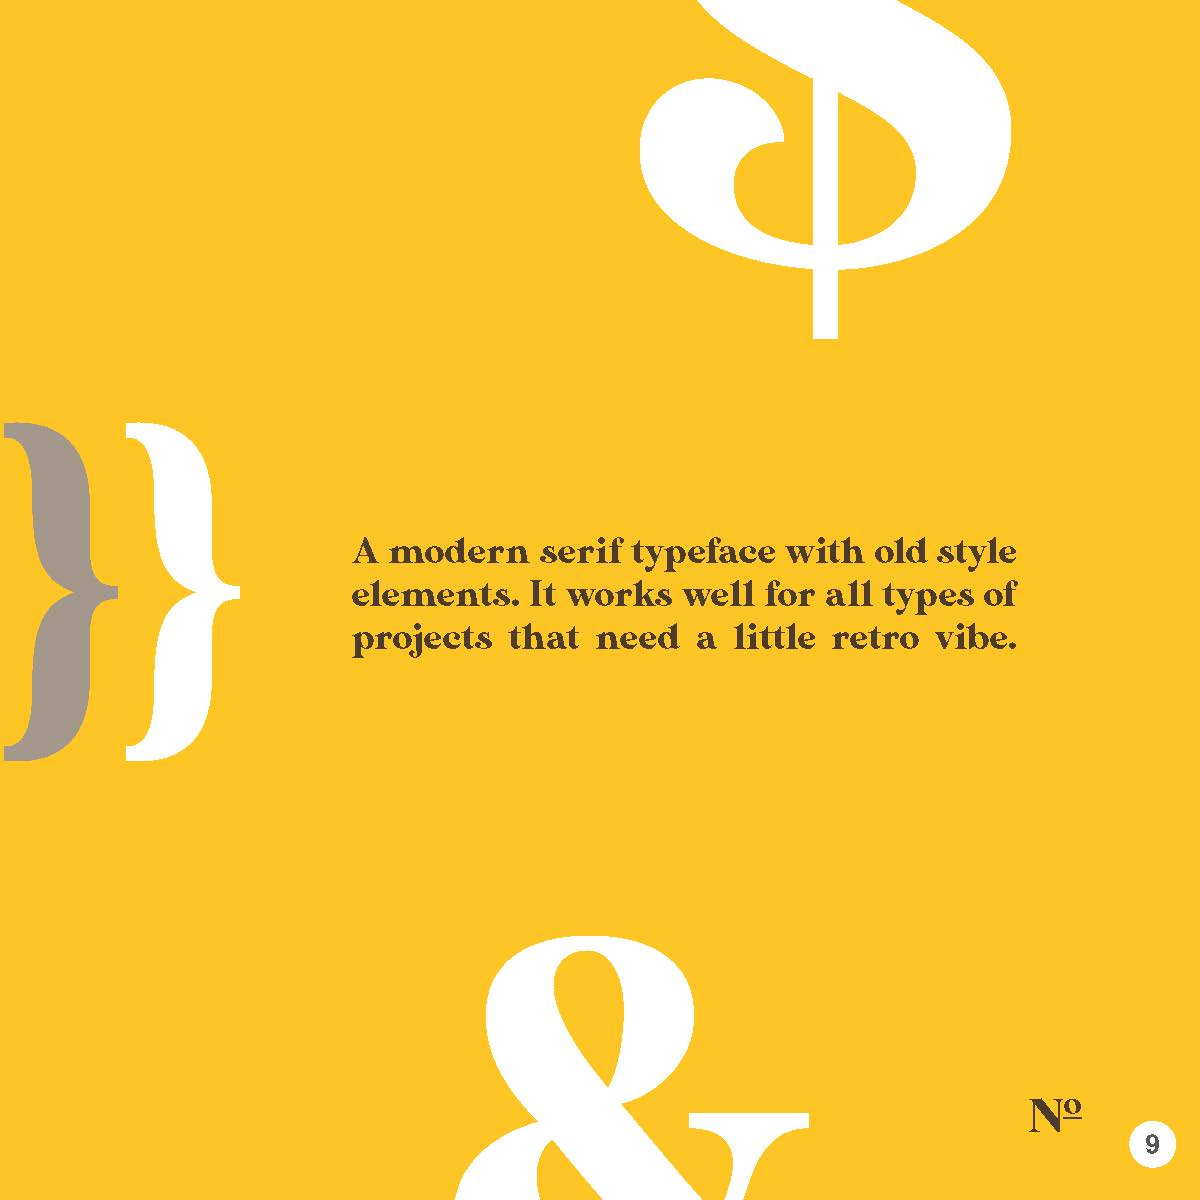 $
}}
A modern serif typeface with old style
elements. It works well for all types of
projects that need a little retro vibe.
&
№
9